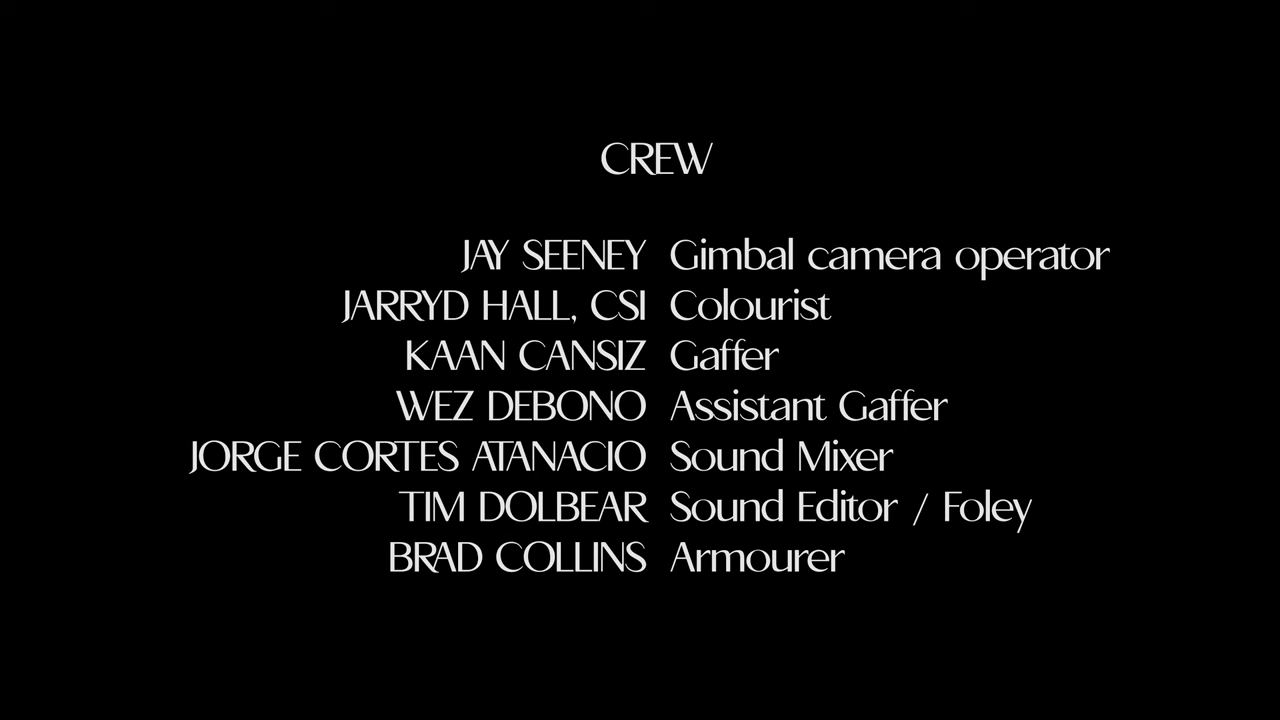 CREW
JAY SEENEY Gimbal camera operator
JARRYD HALL, CSI Colourist
KAAN CANSIZ Gaffer
WEZ DEBONO Assistant Gaffer
JORGE CORTES ATANACIO Sound Mixer
TIM DOLBEAR Sound Editor / Foley
BRAD COLLINS Armourer